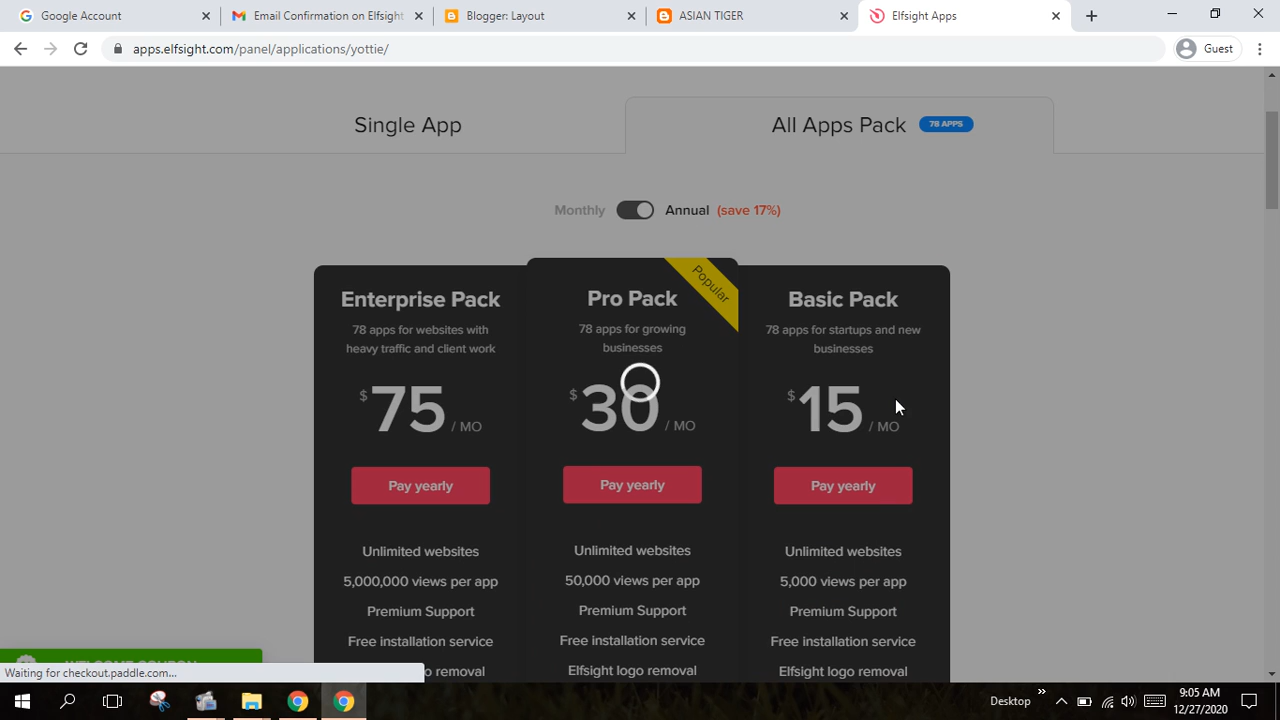 Google Account
Email Confirmation on Elfsight
Blogger: Layout
ASIAN TIGER
Elfsight Apps
apps.elfsight.com/panel/applications/yottie/
Guest
Single App
All Apps Pack
78 APPS
Monthly
Annual (save 17%)
Popular
Enterprise Pack
78 apps for websites with
heavy traffic and client work
$75 / MO
Pay yearly
Unlimited websites
5,000,000 views per app
Premium Support
Free installation service
o removal
Pro Pack
78 apps for growing
businesses
$30 / MO
Pay yearly
Unlimited websites
50,000 views per app
Premium Support
Free installation service
Elfsight logo removal
Basic Pack
78 apps for startups and new
businesses
$15 / MO
Pay yearly
Unlimited websites
5,000 views per app
Premium Support
Free installation service
Elfsight logo removal
WELCOME COUPON
Waiting for checkout.paddle.com...
Desktop
9:05 AM
12/27/2020